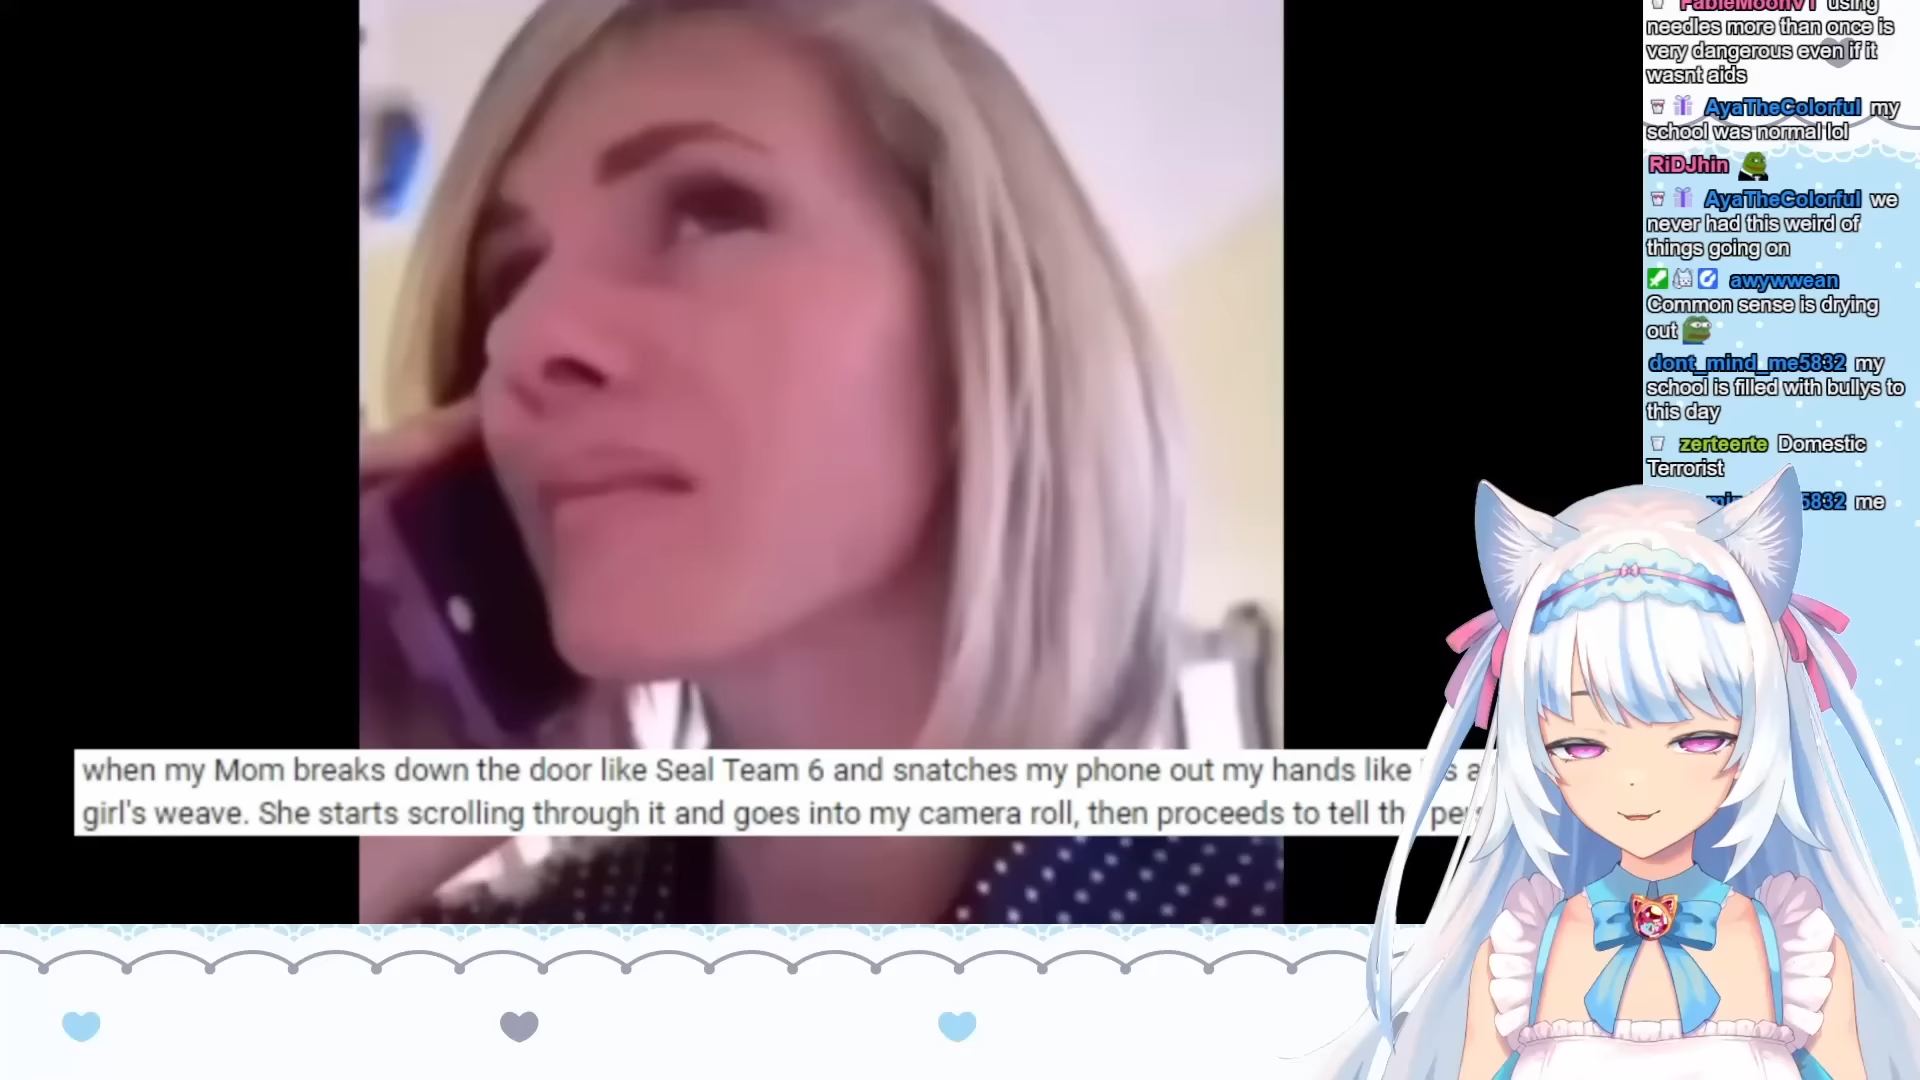 when my Mom breaks down the door like Seal Team 6 and snatches my phone out my hands like
girl's weave. She starts scrolling through it and goes into my camera roll, then proceeds to tell
FableMoonVT using
needles more than once is
very dangerous even if it
wasnt aids
AyaTheColorful my
school was normal lol
RiDJhin
AyaTheColorful we
never had this weird of
things going on
awywwean
Common sense is drying
out
dont_mind_me5832 my
school is filled with bullys to
this day
zerteerte Domestic
Terrorist
5832 me